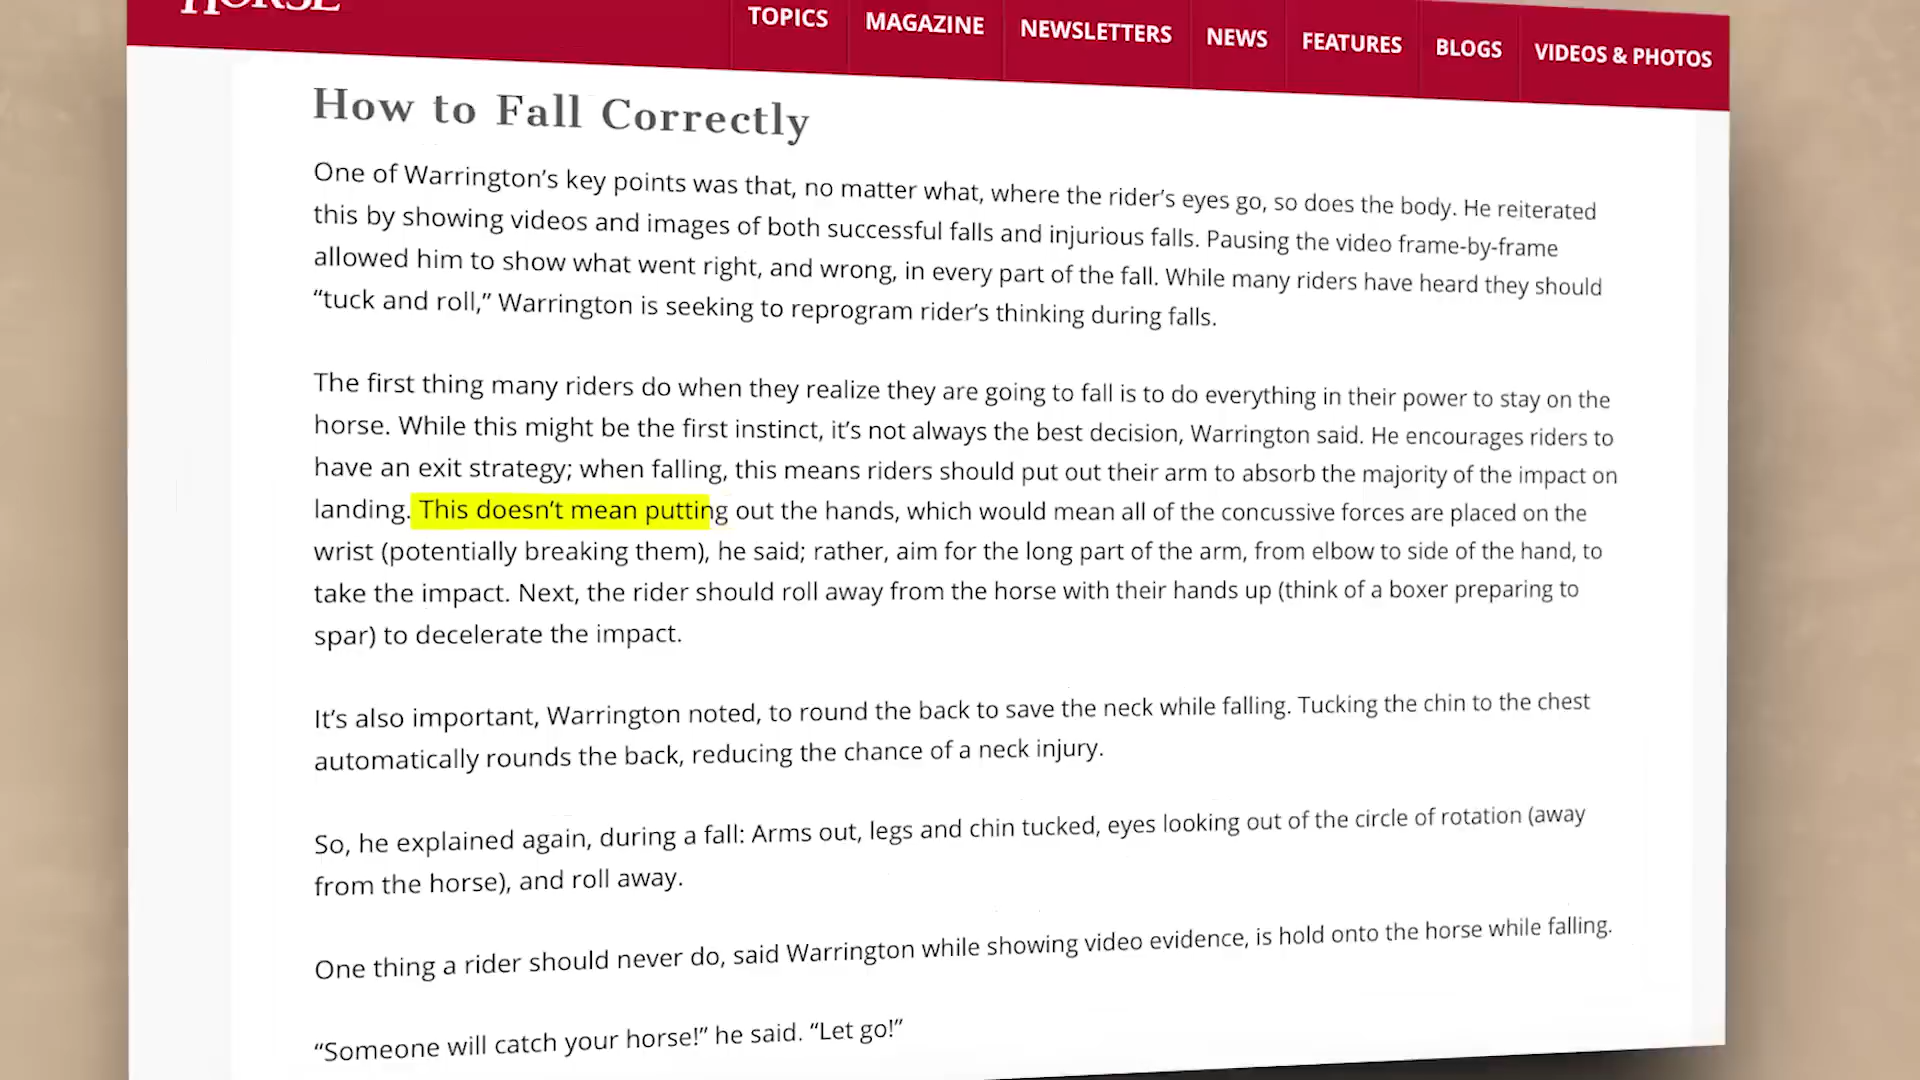 HORSE
TOPICS MAGAZINE NEWSLETTERS NEWS FEATURES BLOGS VIDEOS & PHOTOS
How to Fall Correctly
One of Warrington’s key points was that, no matter what, where the rider’s eyes go, so does the body. He reiterated
this by showing videos and images of both successful falls and injurious falls. Pausing the video frame-by-frame
allowed him to show what went right, and wrong, in every part of the fall. While many riders have heard they should
“tuck and roll,” Warrington is seeking to reprogram rider’s thinking during falls.
The first thing many riders do when they realize they are going to fall is to do everything in their power to stay on the
horse. While this might be the first instinct, it’s not always the best decision, Warrington said. He encourages riders to
have an exit strategy; when falling, this means riders should put out their arm to absorb the majority of the impact on
landing. This doesn’t mean putting out the hands, which would mean all of the concussive forces are placed on the
wrist (potentially breaking them), he said; rather, aim for the long part of the arm, from elbow to side of the hand, to
take the impact. Next, the rider should roll away from the horse with their hands up (think of a boxer preparing to
spar) to decelerate the impact.
It’s also important, Warrington noted, to round the back to save the neck while falling. Tucking the chin to the chest
automatically rounds the back, reducing the chance of a neck injury.
So, he explained again, during a fall: Arms out, legs and chin tucked, eyes looking out of the circle of rotation (away
from the horse), and roll away.
One thing a rider should never do, said Warrington while showing video evidence, is hold onto the horse while falling.
“Someone will catch your horse!” he said. “Let go!”